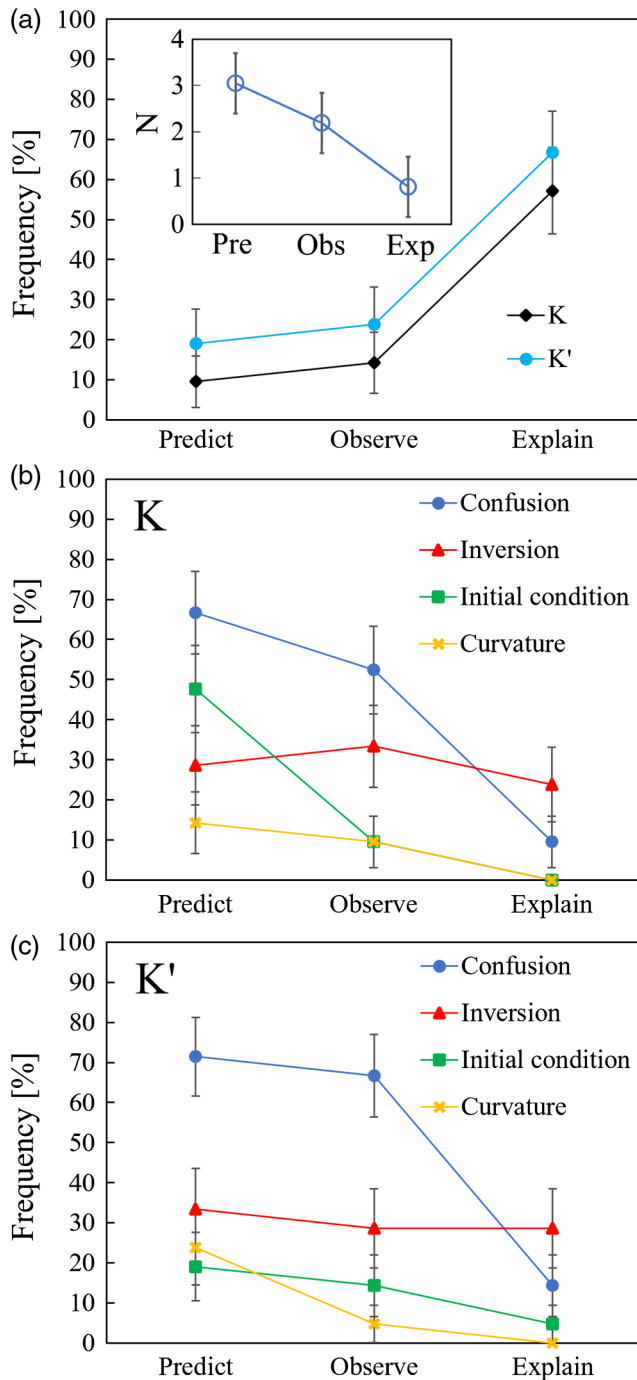 (a)
100
90
80
70
60
50
40
30
20
10
0
Frequency [%]
4
3
2
1
0
N
Pre Obs Exp
K
K'
Predict Observe Explain
(b)
100
90
80
70
60
50
40
30
20
10
0
Frequency [%]
K
Confusion
Inversion
Initial condition
Curvature
Predict Observe Explain
(c)
100
90
80
70
60
50
40
30
20
10
0
Frequency [%]
K'
Confusion
Inversion
Initial condition
Curvature
Predict Observe Explain